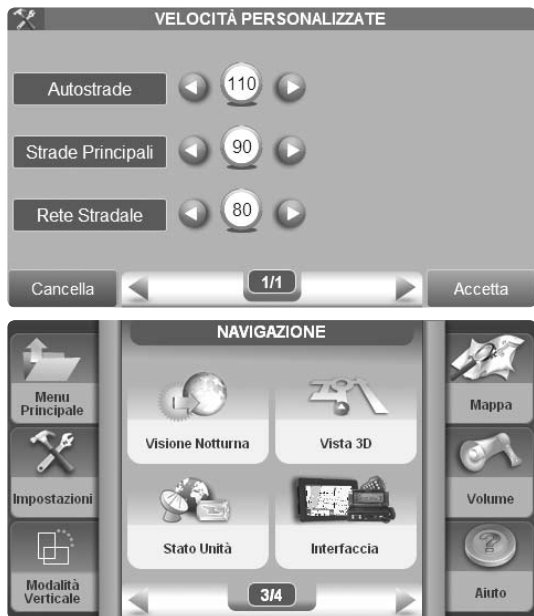 VELOCITÀ PERSONALIZZATE
Autostrade
110
Strade Principali
90
Rete Stradale
80
Cancella
1/1
Accetta
NAVIGAZIONE
Menu
Principale
Visione Notturna
Vista 3D
Mappa
Impostazioni
Volume
Stato Unità
Interfaccia
Modalità
Verticale
3/4
Aiuto